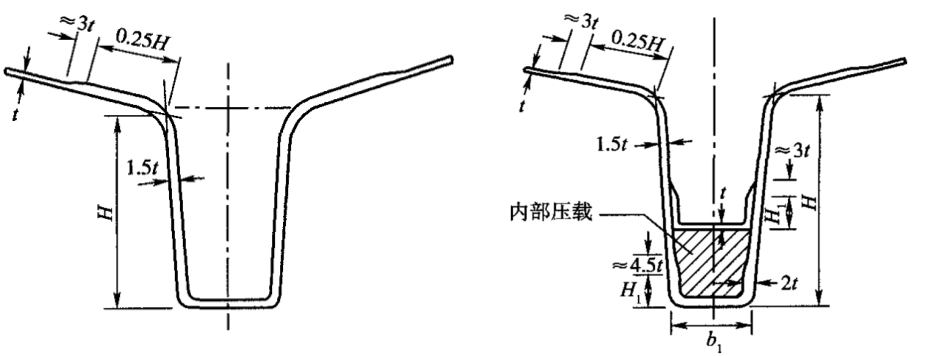 ≈3t
0.25H
t
1.5t
H
≈3t
0.25H
t
1.5t
≈3t
t
H₁
H
内部压载
≈4.5t
H₁
2t
b₁